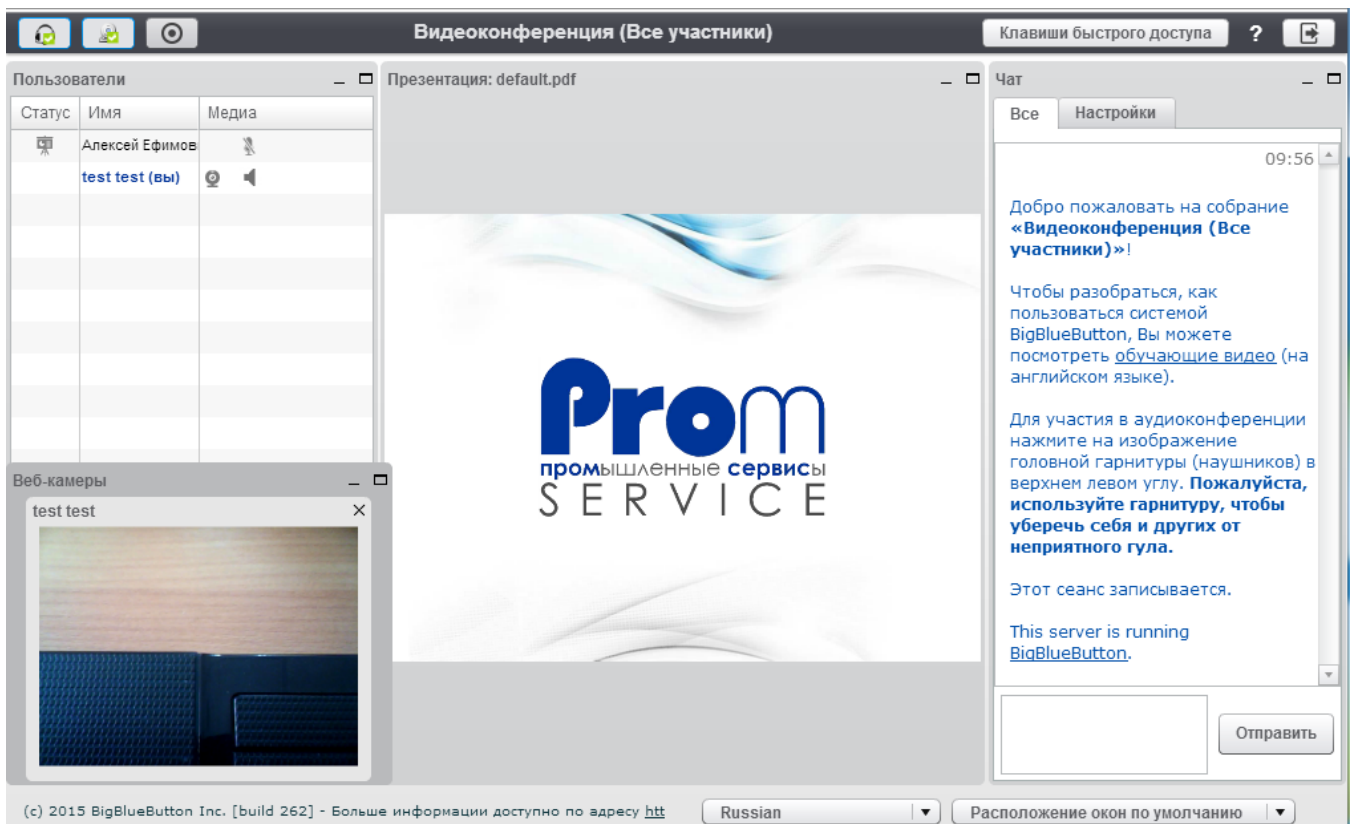 Видеоконференция (Все участники)
Клавиши быстрого доступа
?
Пользователи
Статус Имя Медиа
Алексей Ефимов
test test (вы)
Веб-камеры
test test
Презентация: default.pdf
Prom
промышленные сервисы
SERVICE
Чат
Все Настройки
09:56
Добро пожаловать на собрание
«Видеоконференция (Все
участники)»!
Чтобы разобраться, как
пользоваться системой
BigBlueButton, Вы можете
посмотреть обучающие видео (на
английском языке).
Для участия в аудиоконференции
нажмите на изображение
головной гарнитуры (наушников) в
верхнем левом углу. Пожалуйста,
используйте гарнитуру, чтобы
уберечь себя и других от
неприятного гула.
Этот сеанс записывается.
This server is running
BigBlueButton.
Отправить
(c) 2015 BigBlueButton Inc. [build 262] - Больше информации доступно по адресу htt
Russian
Расположение окон по умолчанию